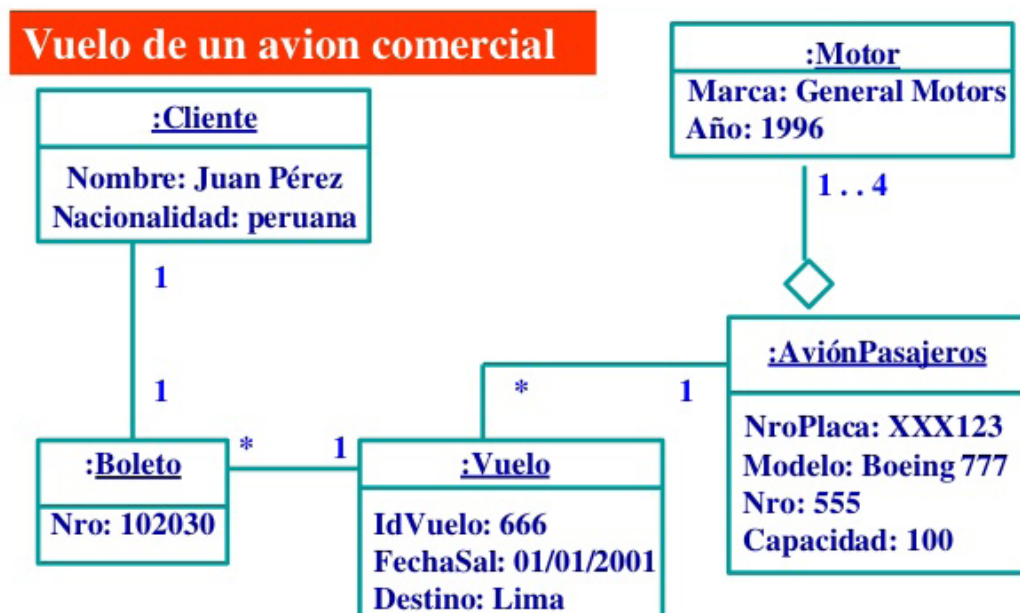 Vuelo de un avion comercial
:Motor
Marca: General Motors
Año: 1996
:Cliente
Nombre: Juan Pérez
Nacionalidad: peruana
1 . . 4
1
1
:AviónPasajeros
NroPlaca: XXX123
Modelo: Boeing 777
Nro: 555
Capacidad: 100
* 1
:Boleto
Nro: 102030
* 1
:Vuelo
IdVuelo: 666
FechaSal: 01/01/2001
Destino: Lima